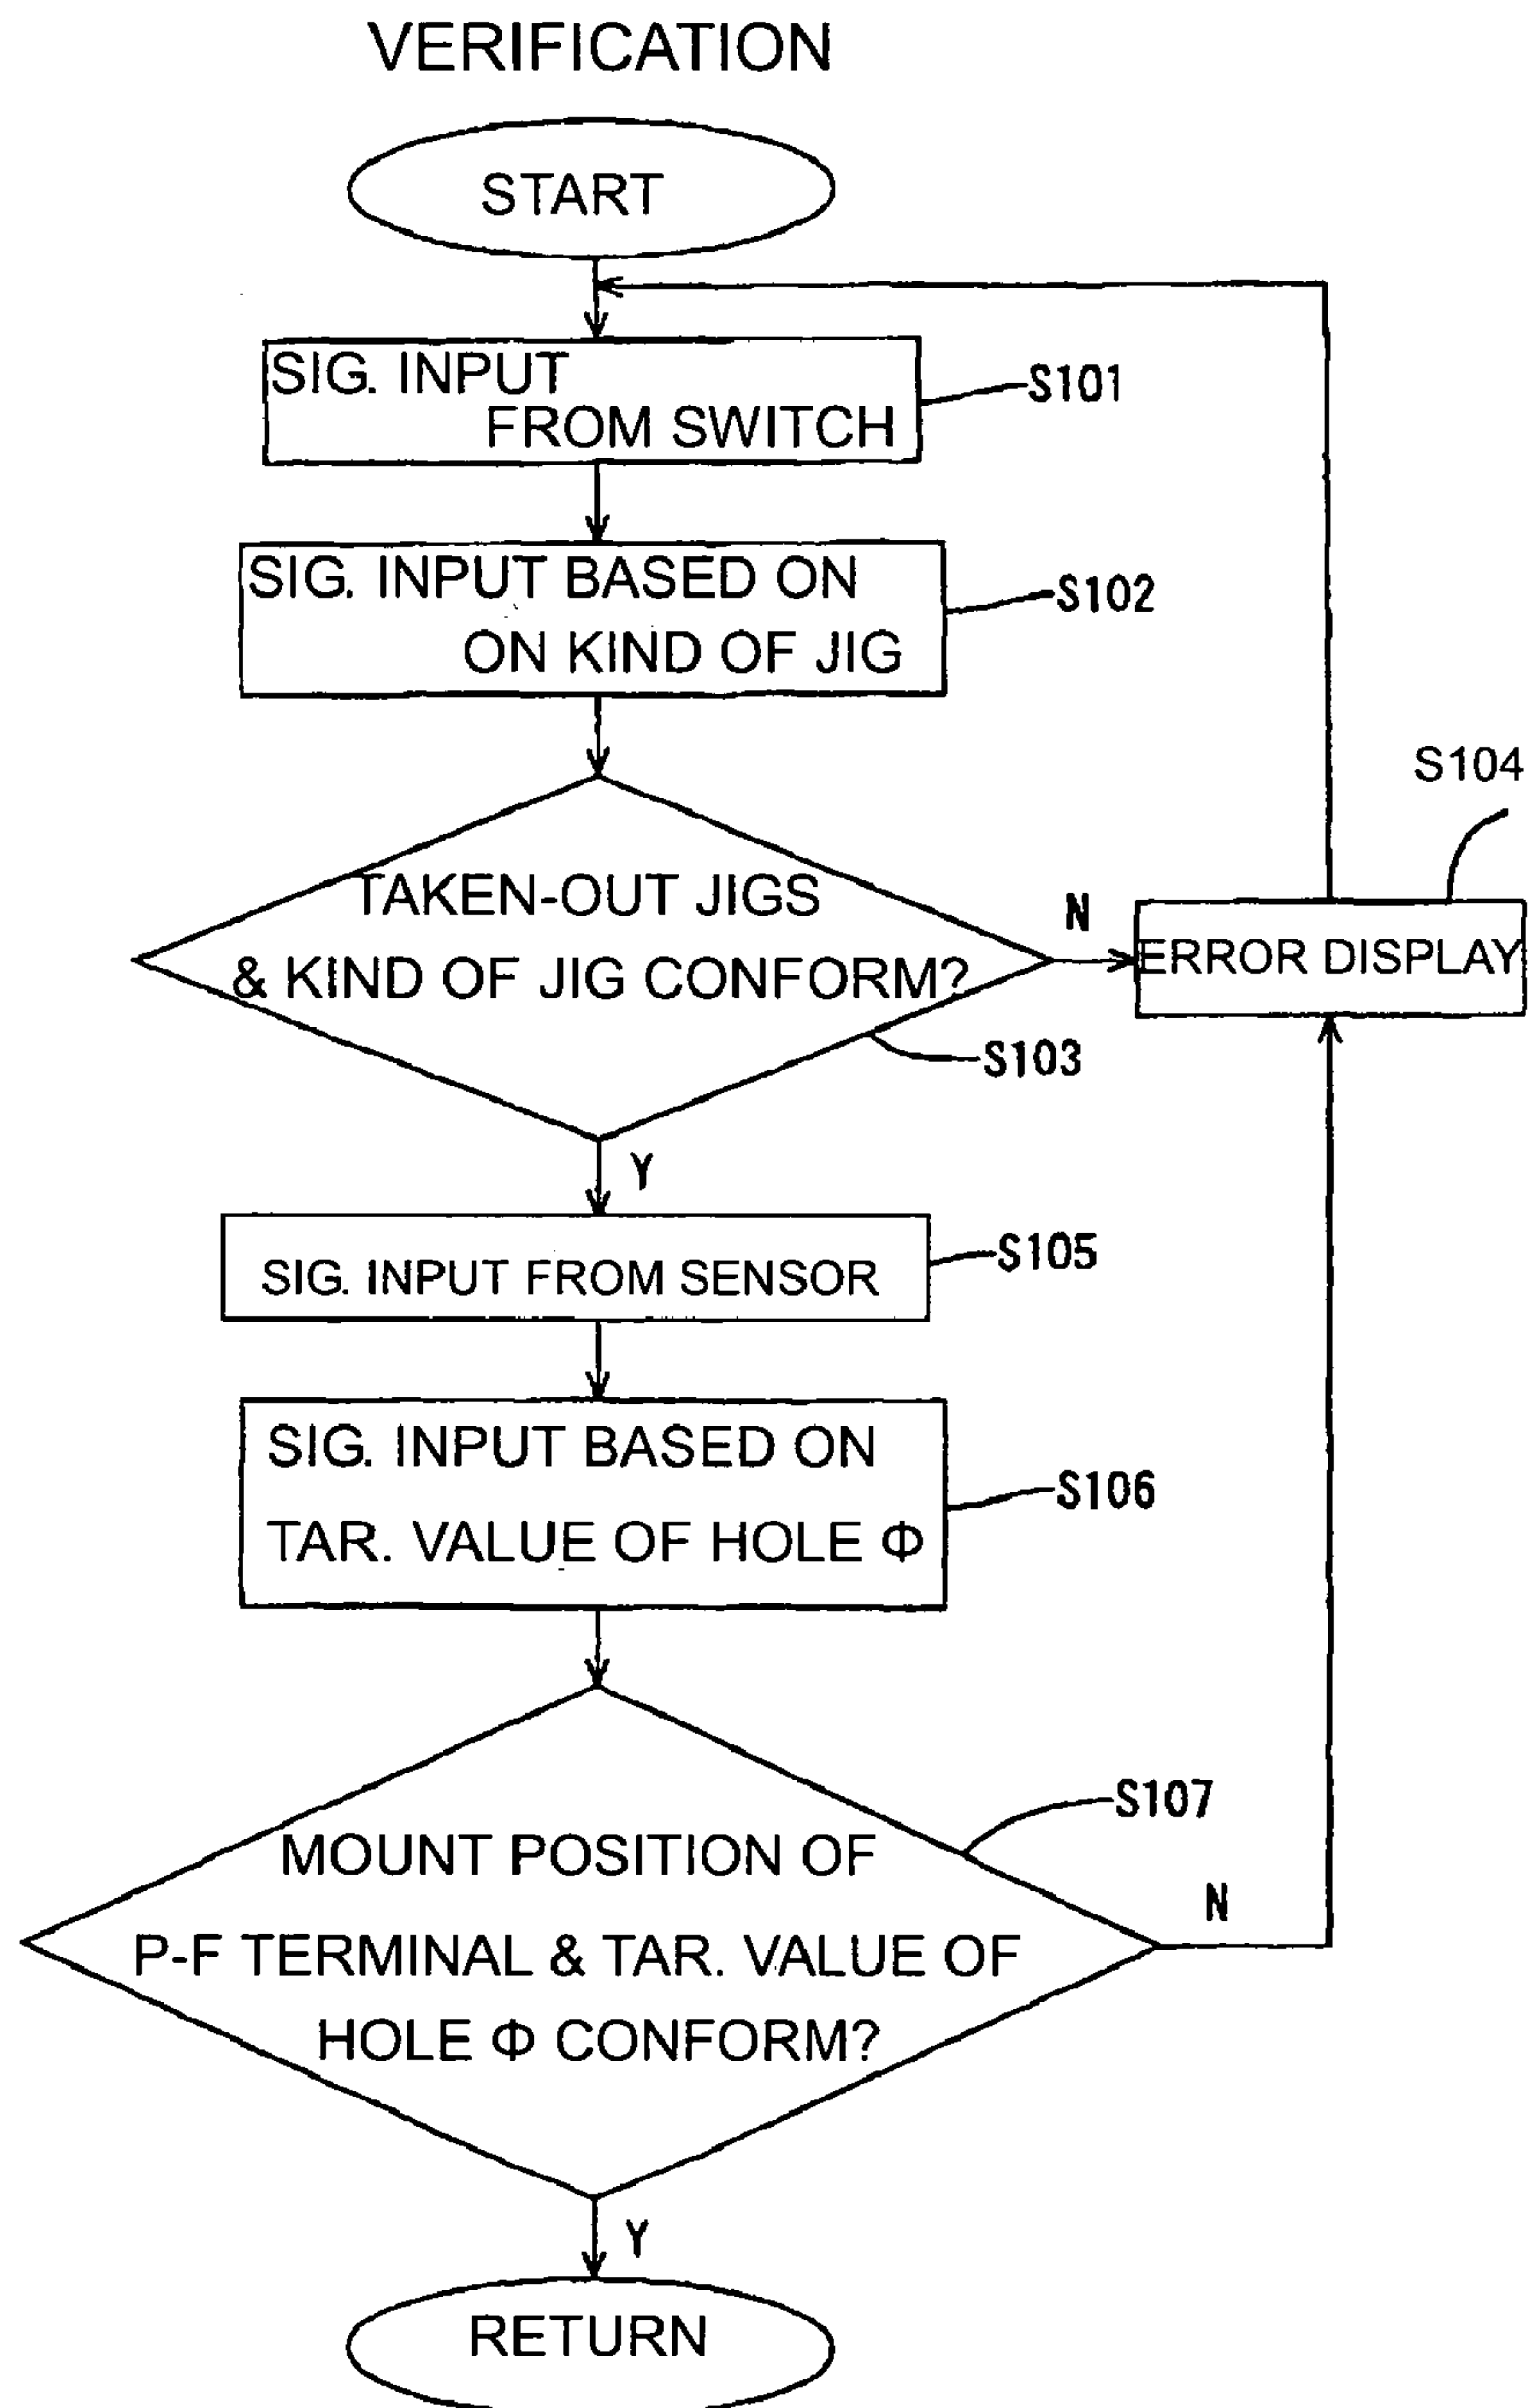 VERIFICATION
START
SIG. INPUT
FROM SWITCH
S101
SIG. INPUT BASED ON
ON KIND OF JIG
S102
S104
TAKEN-OUT JIGS
& KIND OF JIG CONFORM?
N
ERROR DISPLAY
S103
Y
SIG. INPUT FROM SENSOR
S105
SIG. INPUT BASED ON
TAR. VALUE OF HOLE Φ
S106
S107
MOUNT POSITION OF
P-F TERMINAL & TAR. VALUE OF
HOLE Φ CONFORM?
N
Y
RETURN